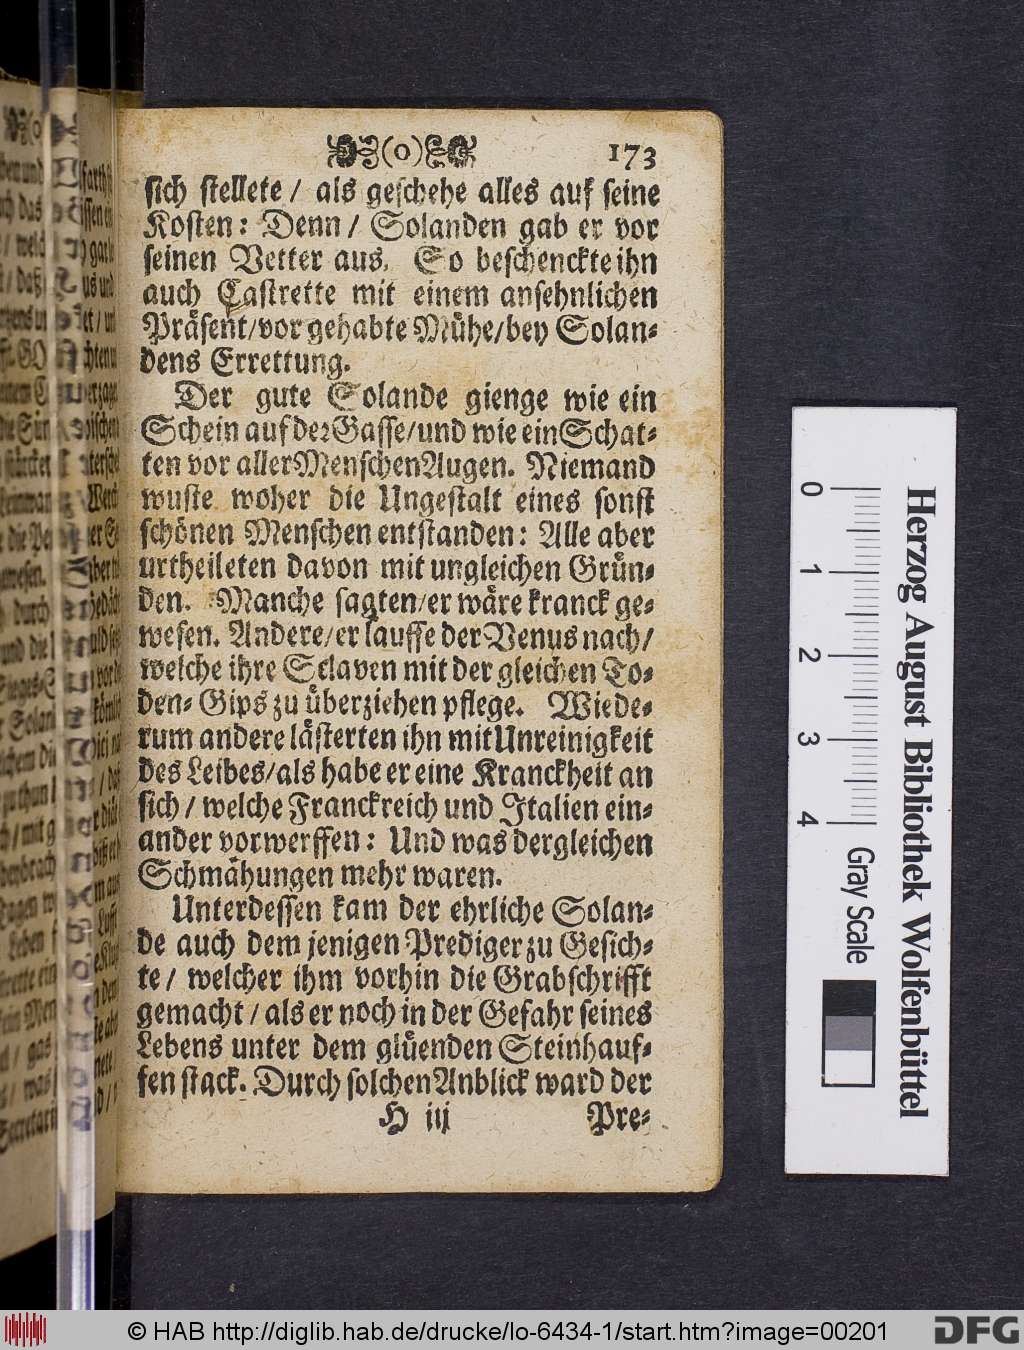 (o) 173
sich stellete / als geschehe alles auf seine
Kosten: Denn / Solanden gab er vor
seinen Vetter aus. So beschenckte ihn
auch Castrette mit einem ansehnlichen
Präsent/vor gehabte Mühe/bey Solan-
dens Errettung.
Der gute Solande gienge wie ein
Schein auf der Gasse/und wie ein Schat-
ten vor aller Menschen Augen. Niemand
wuste woher die Ungestalt eines sonst
schönen Menschen entstanden: Alle aber
urtheileten davon mit ungleichen Grün-
den. Manche sagten/er wäre kranck ge-
wesen. Andere/er lauffe der Venus nach/
welche ihre Sclaven mit der gleichen To-
den-Gips zu überziehen pflege. Wiede-
rum andere lästerten ihn mit Unreinigkeit
des Leibes/als habe er eine Kranckheit an
sich / welche Franckreich und Italien ein-
ander vorwerffen: Und was dergleichen
Schmähungen mehr waren.
Unterdessen kam der ehrliche Solan-
de auch dem jenigen Prediger zu Gesich-
te / welcher ihm vorhin die Grabschrifft
gemacht / als er noch in der Gefahr seines
Lebens unter dem glüenden Steinhauf-
fen stack. Durch solchen Anblick ward der
H iij Pre-
0 1 2 3 4
Gray Scale
Herzog August Bibliothek Wolfenbüttel
© HAB http://diglib.hab.de/drucke/lo-6434-1/start.htm?image=00201
DFG